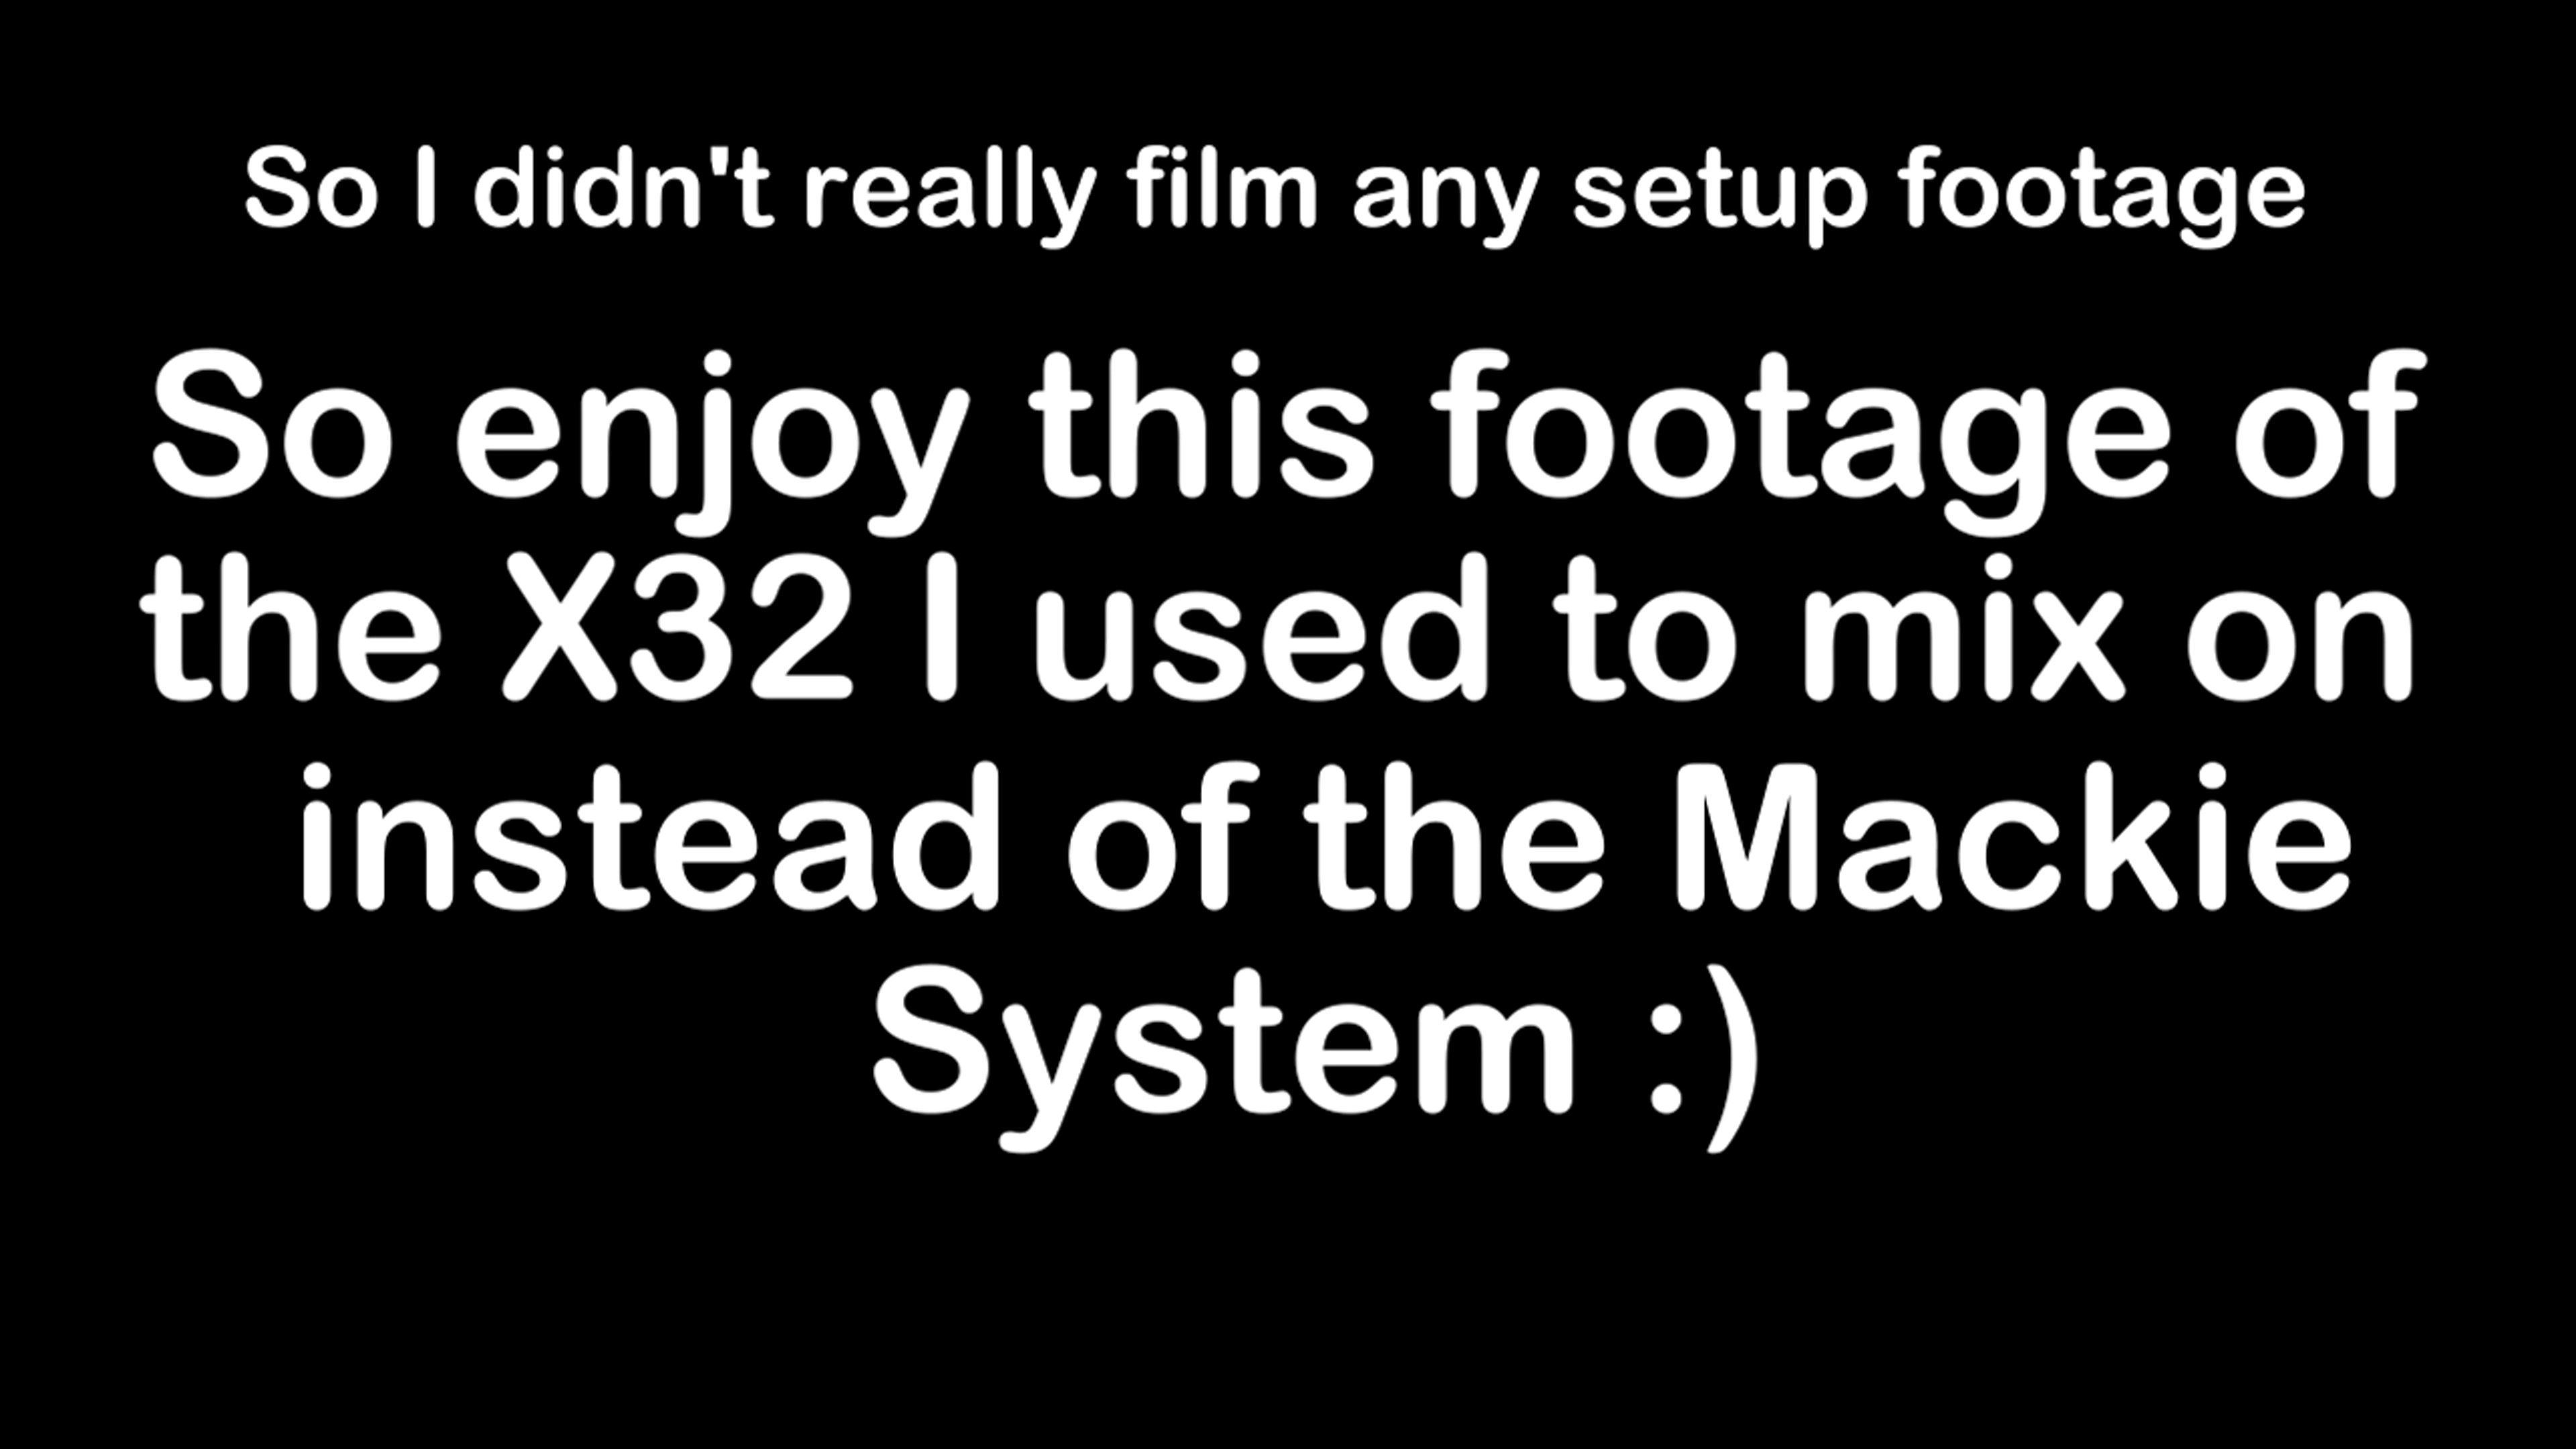 So I didn't really film any setup footage
So enjoy this footage of
the X32 I used to mix on
instead of the Mackie
System :)